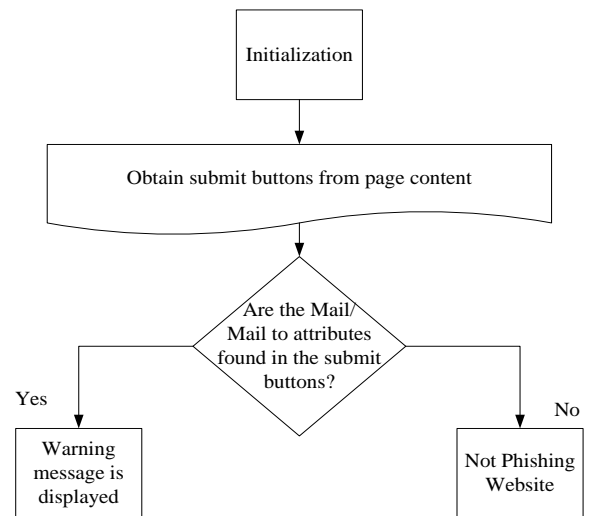 Initialization
Obtain submit buttons from page content
Are the Mail/
Mail to attributes
found in the submit
buttons?
Yes
No
Warning
message is
displayed
Not Phishing
Website